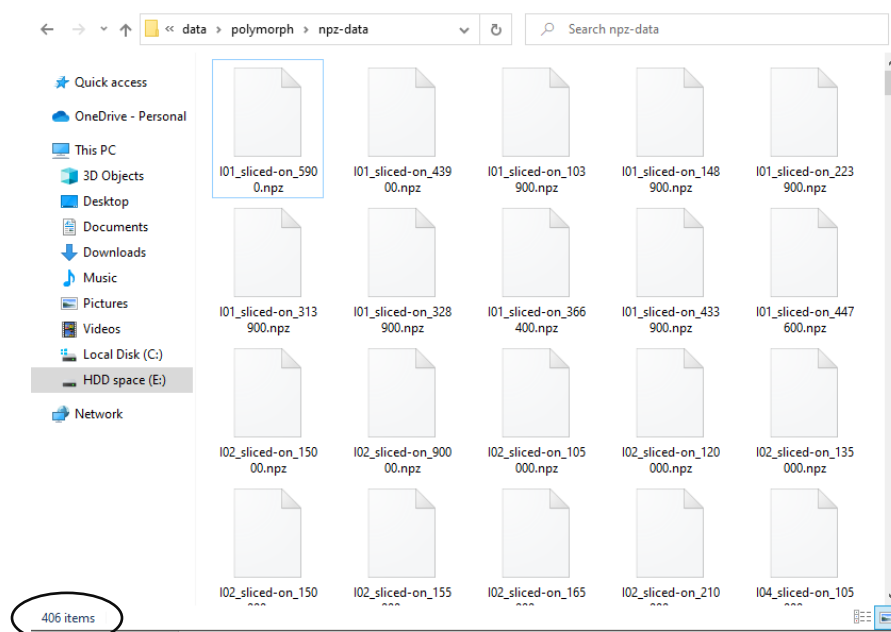 « data › polymorph › npz-data
Search npz-data
Quick access
OneDrive - Personal
This PC
3D Objects
Desktop
Documents
Downloads
Music
Pictures
Videos
Local Disk (C:)
HDD space (E:)
Network
I01_sliced-on_590
0.npz
I01_sliced-on_439
00.npz
I01_sliced-on_103
900.npz
I01_sliced-on_148
900.npz
I01_sliced-on_223
900.npz
I01_sliced-on_313
900.npz
I01_sliced-on_328
900.npz
I01_sliced-on_366
400.npz
I01_sliced-on_433
900.npz
I01_sliced-on_447
600.npz
I02_sliced-on_150
00.npz
I02_sliced-on_900
00.npz
I02_sliced-on_105
000.npz
I02_sliced-on_120
000.npz
I02_sliced-on_135
000.npz
I02_sliced-on_150
I02_sliced-on_155
I02_sliced-on_165
I02_sliced-on_210
I04_sliced-on_105
406 items